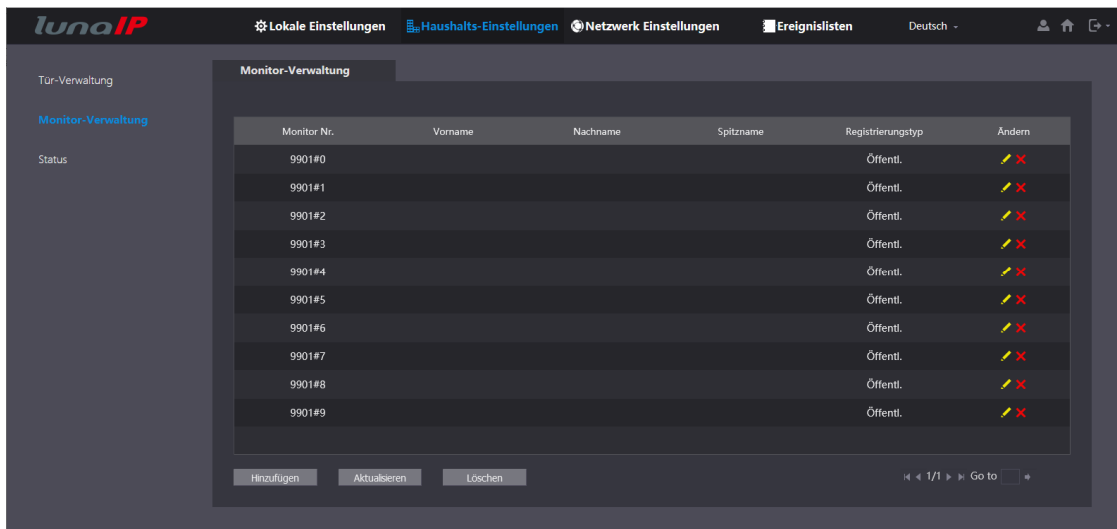 lunaIP Lokale Einstellungen Haushalts-Einstellungen Netzwerk Einstellungen Ereignislisten Deutsch
Tür-Verwaltung
Monitor-Verwaltung
Status
Monitor-Verwaltung
Monitor Nr. Vorname Nachname Spitzname Registrierungstyp Ändern
9901#0 Öffentl.
9901#1 Öffentl.
9901#2 Öffentl.
9901#3 Öffentl.
9901#4 Öffentl.
9901#5 Öffentl.
9901#6 Öffentl.
9901#7 Öffentl.
9901#8 Öffentl.
9901#9 Öffentl.
Hinzufügen Aktualisieren Löschen 1/1 Go to